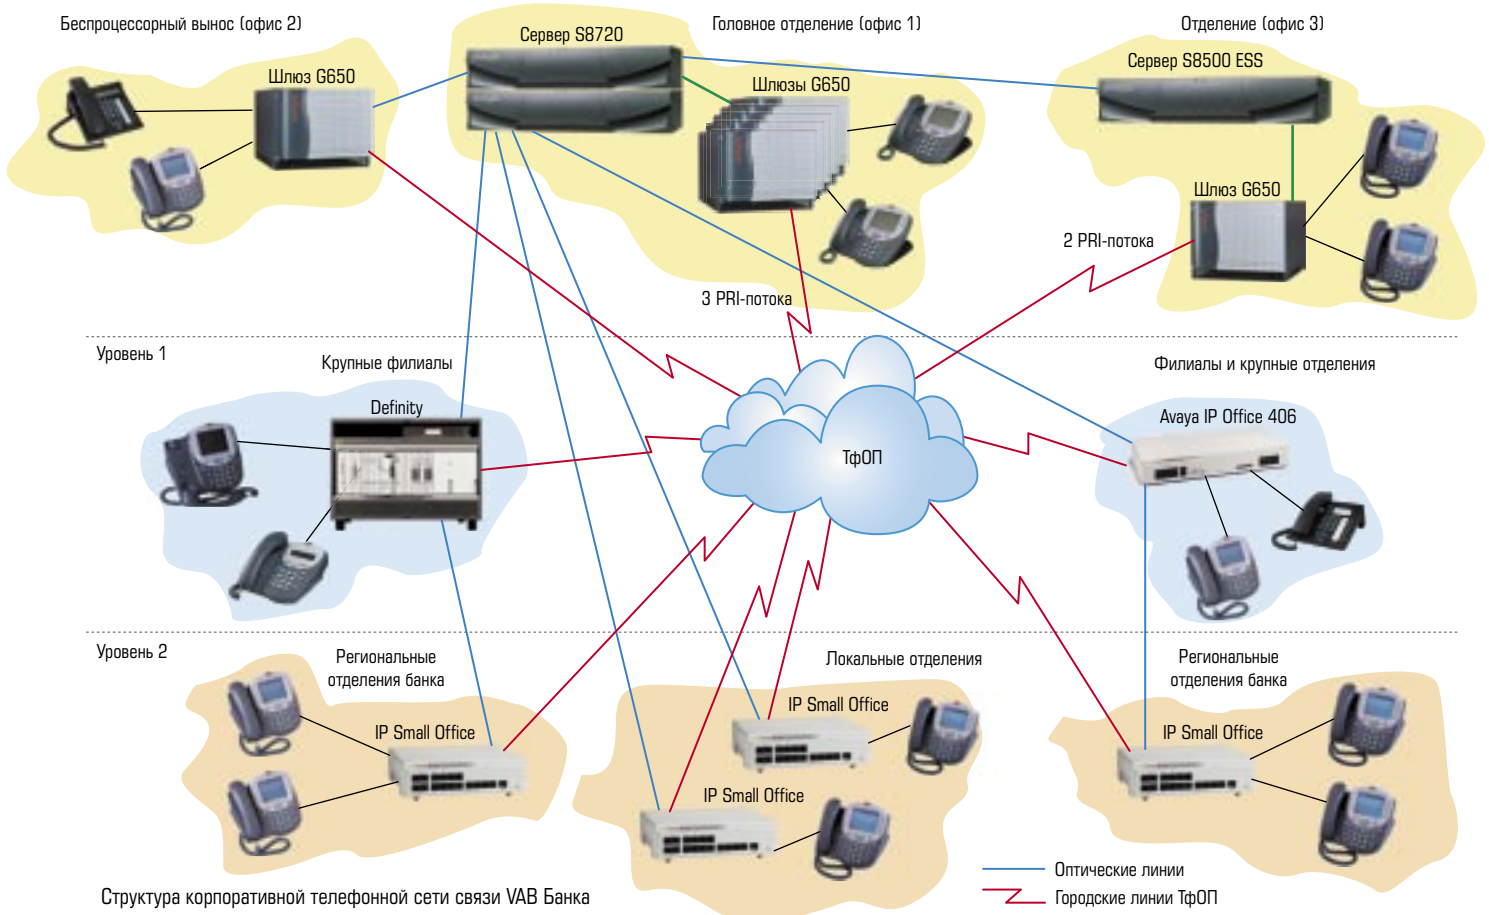 Беспроцессорный вынос (офис 2)
Головное отделение (офис 1)
Отделение (офис 3)
Сервер S8720
Сервер S8500 ESS
Шлюз G650
Шлюзы G650
Шлюз G650
2 PRI-потока
3 PRI-потока
Уровень 1
Крупные филиалы
Филиалы и крупные отделения
Definity
Avaya IP Office 406
ТфОП
Уровень 2
Региональные
отделения банка
Локальные отделения
Региональные
отделения банка
IP Small Office
IP Small Office
IP Small Office
IP Small Office
Оптические линии
Городские линии ТфОП
Структура корпоративной телефонной сети связи VAB Банка